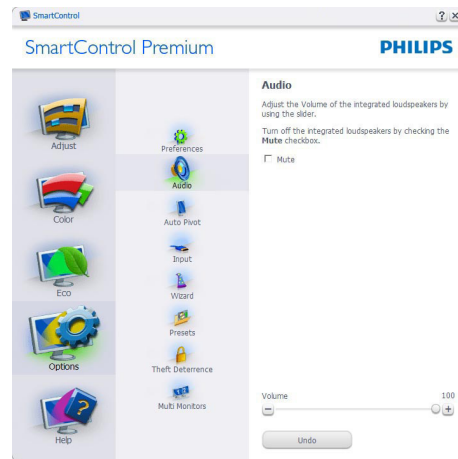 SmartControl
SmartControl Premium
PHILIPS
Adjust
Color
Eco
Options
Help
Preferences
Audio
Auto Pivot
Input
Wizard
Presets
Theft Deterrence
Multi Monitors
Audio
Adjust the Volume of the integrated loudspeakers by
using the slider.
Turn off the integrated loudspeakers by checking the
Mute checkbox.
Mute
Volume 100
Undo